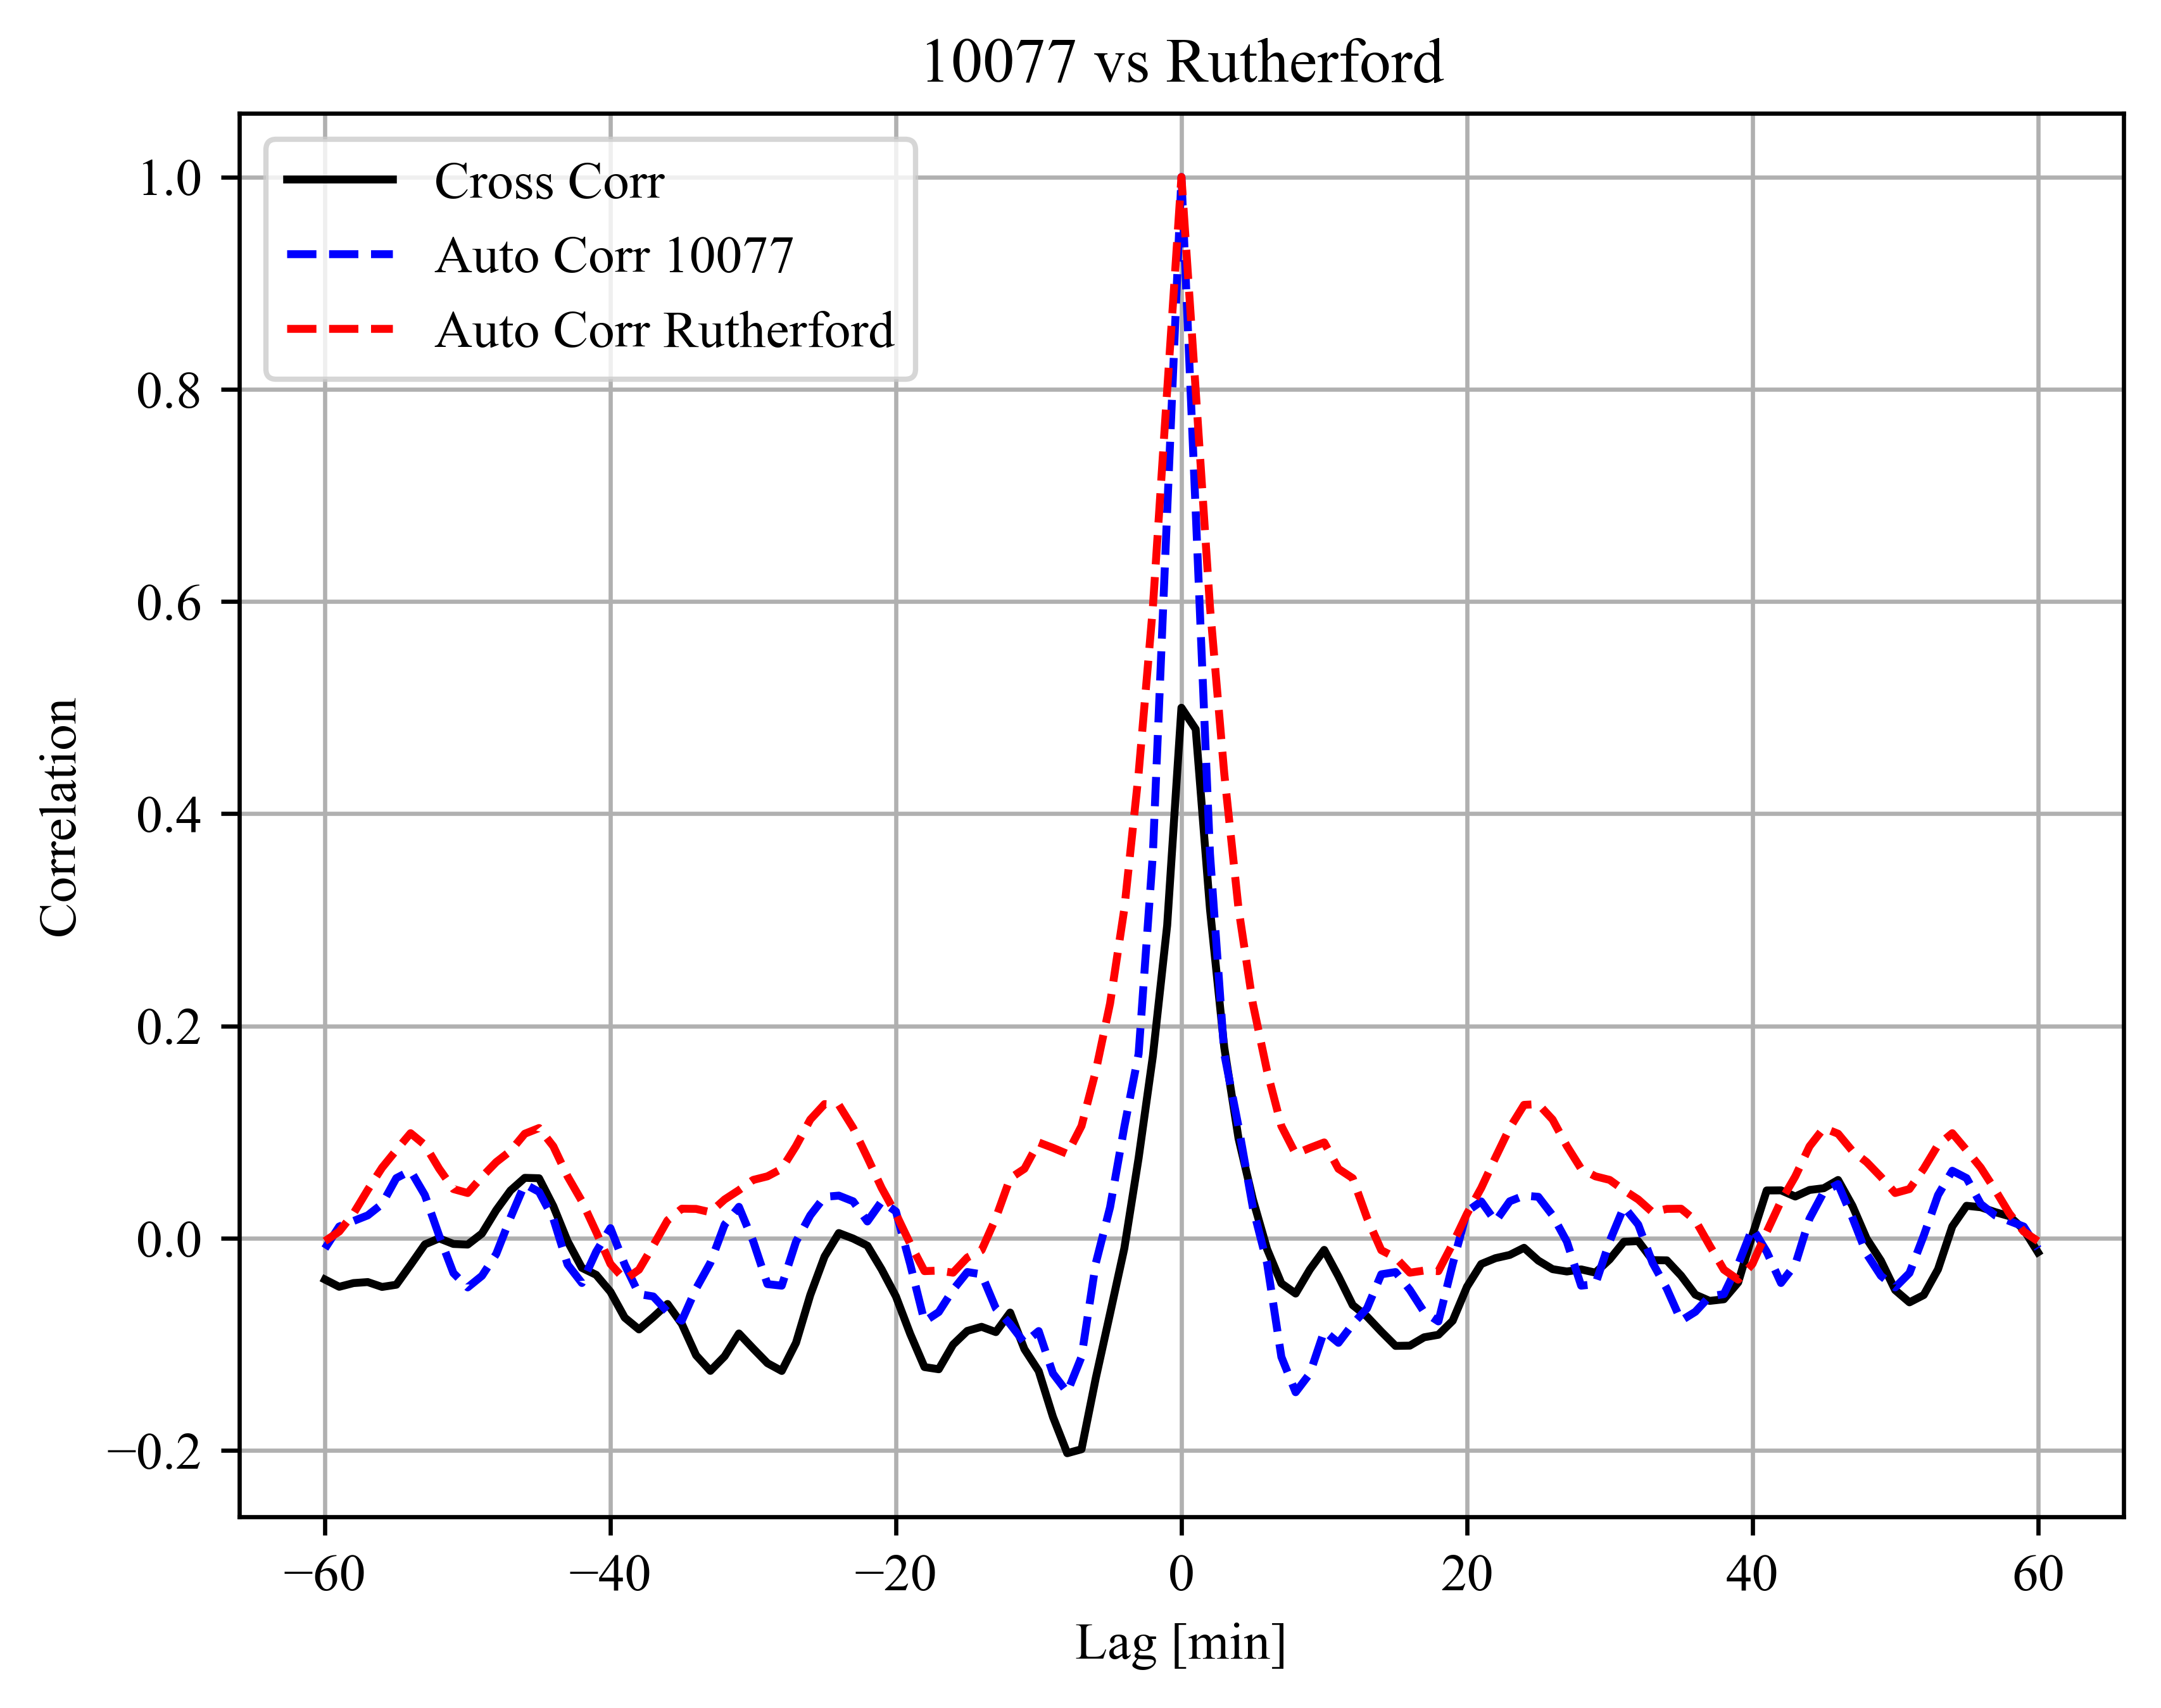 10077 vs Rutherford
Cross Corr
Auto Corr 10077
Auto Corr Rutherford
1.0
0.8
0.6
0.4
0.2
0.0
−0.2
Correlation
−60 −40 −20 0 20 40 60
Lag [min]